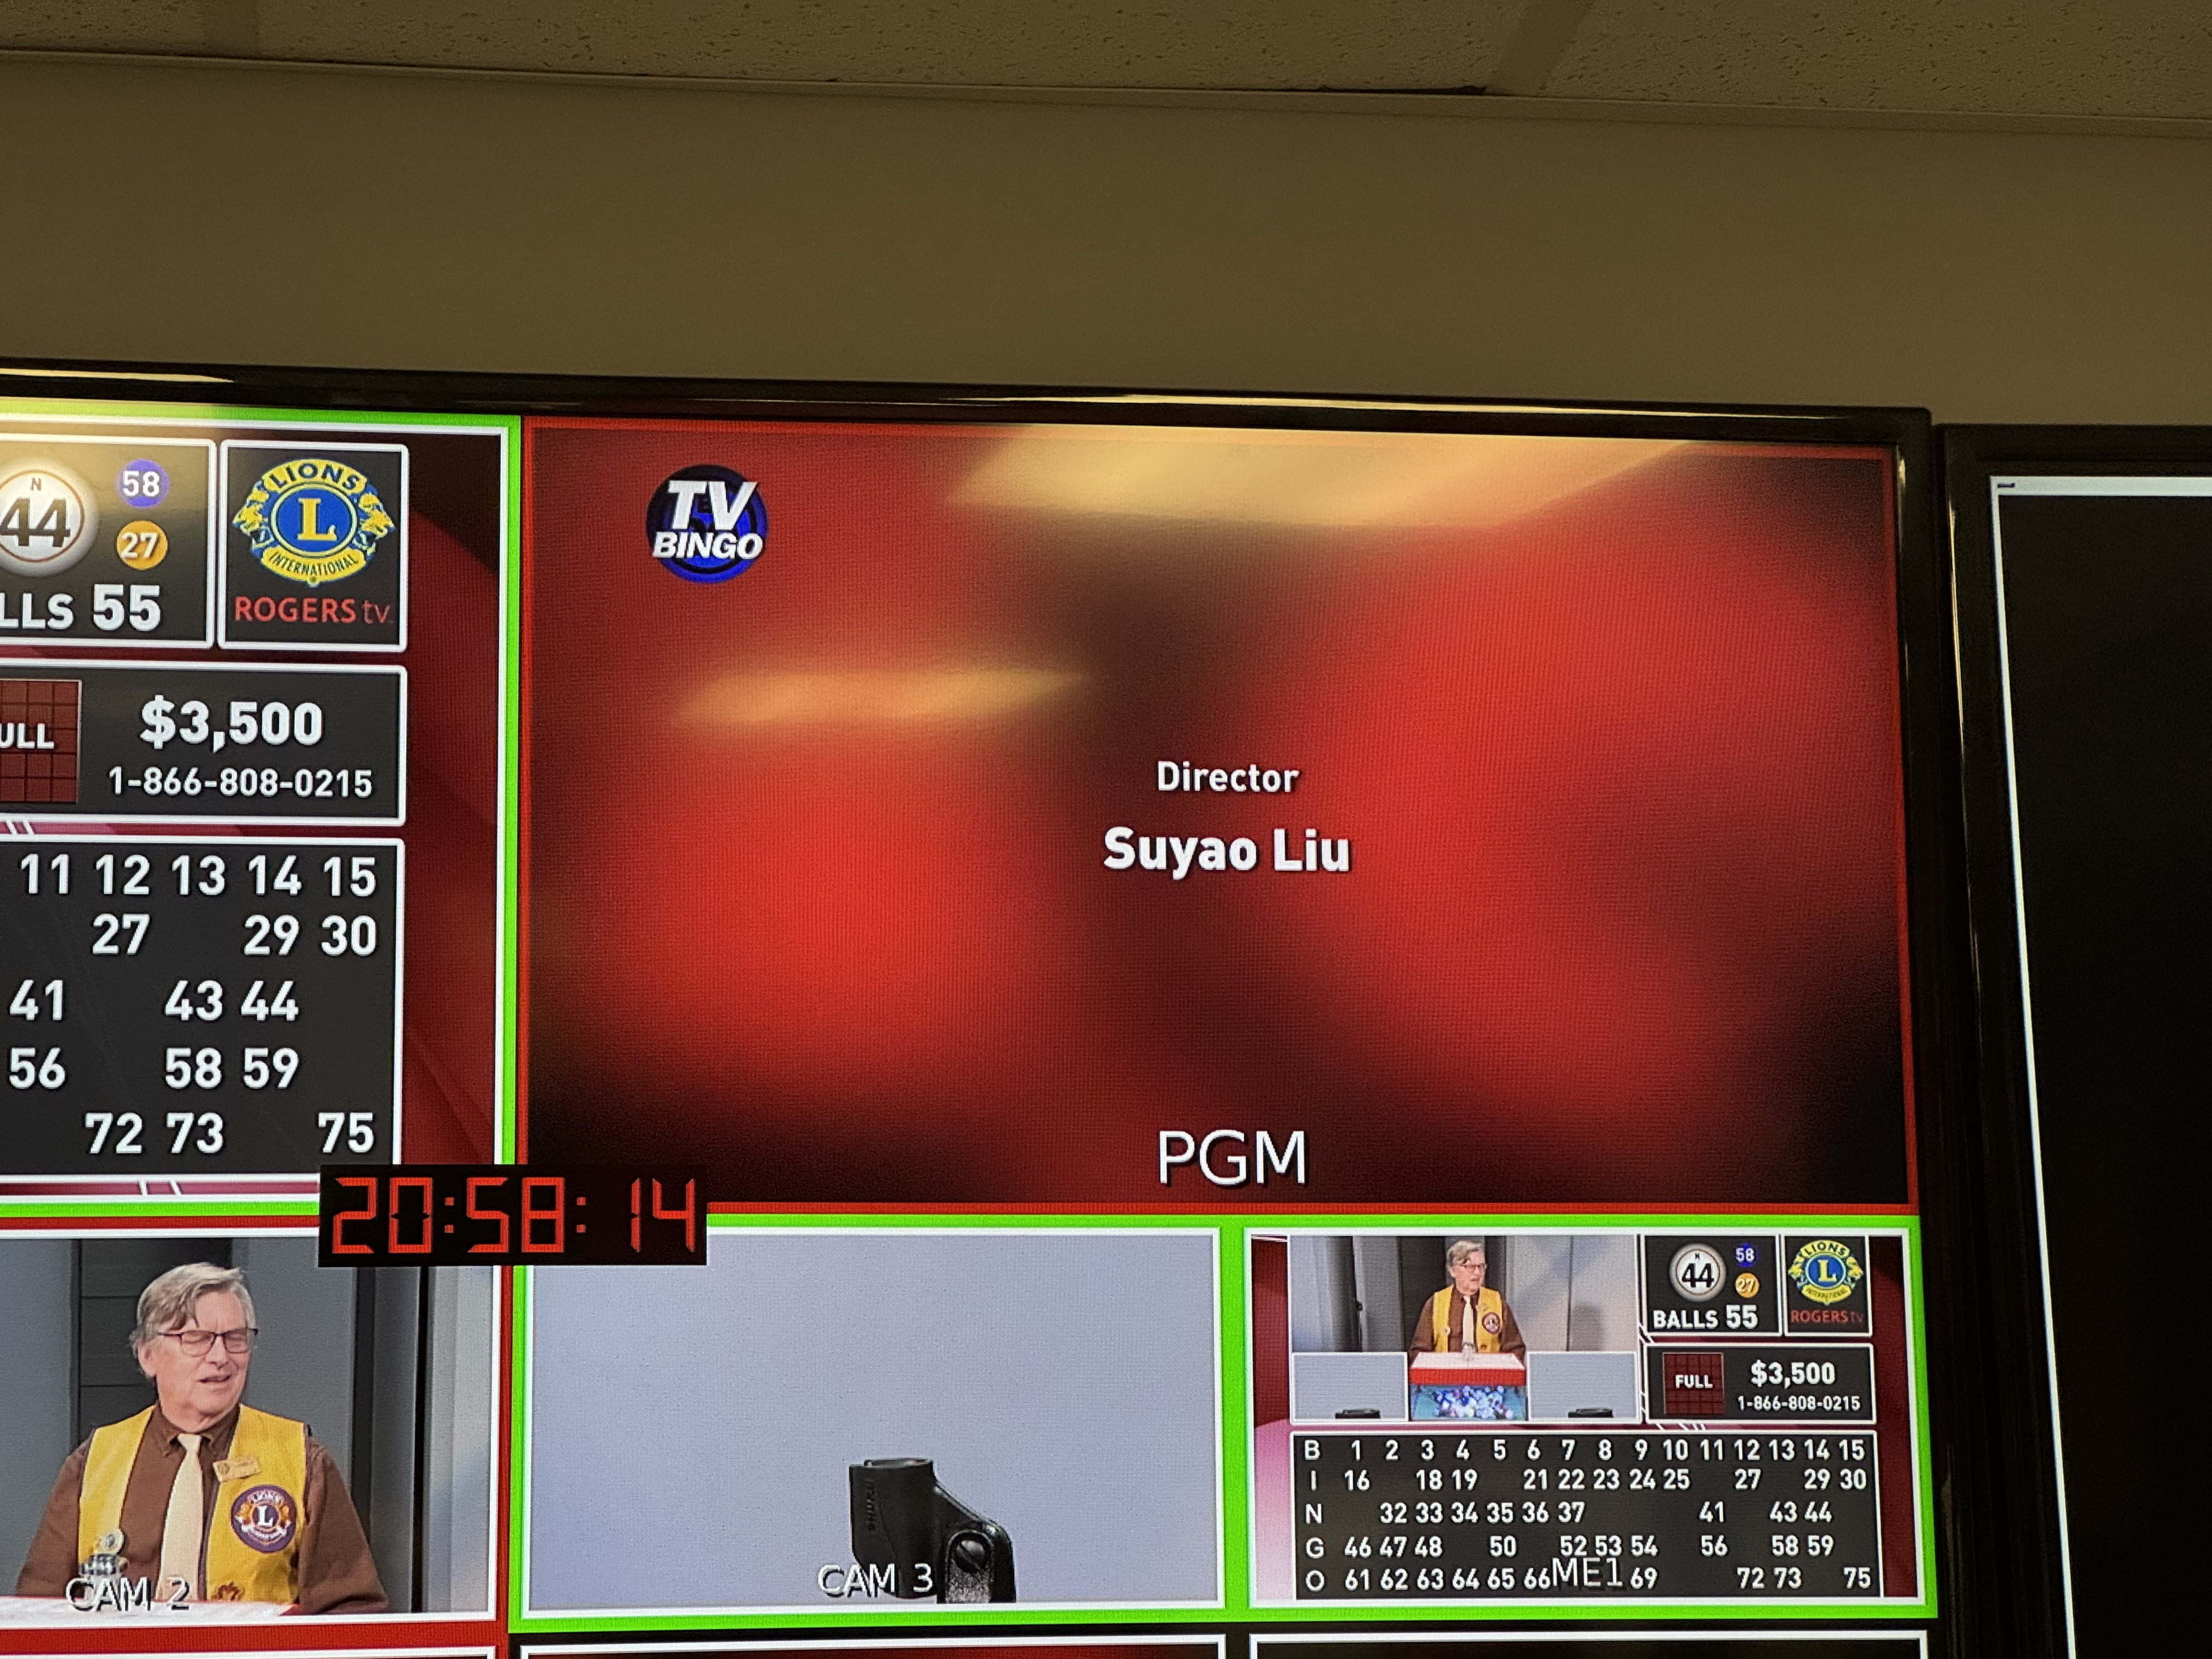 N
44
58
27
LLS 55
LIONS
L
INTERNATIONAL
ROGERS tv
ULL
$3,500
1-866-808-0215
11 12 13 14 15
27 29 30
41 43 44
56 58 59
72 73 75
TV
BINGO
Director
Suyao Liu
PGM
20:58:14
LIONS
L
CAM 2
CAM 3
N
44
58
27
BALLS 55
LIONS
L
INTERNATIONAL
ROGERS tv
FULL
$3,500
1-866-808-0215
B 1 2 3 4 5 6 7 8 9 10 11 12 13 14 15
I 16 18 19 21 22 23 24 25 27 29 30
N 32 33 34 35 36 37 41 43 44
G 46 47 48 50 52 53 54 56 58 59
O 61 62 63 64 65 66 69 72 73 75
ME1